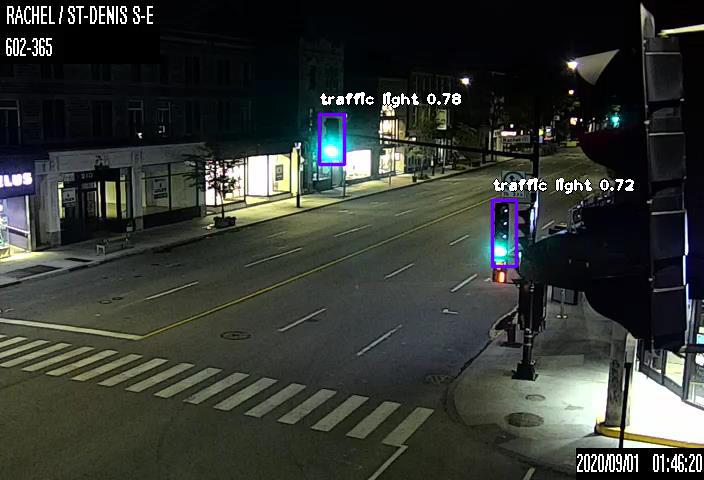 RACHEL / ST-DENIS S-E
602-365
traffic light 0.78
traffic light 0.72
ELUS
2020/09/01 01:46:20